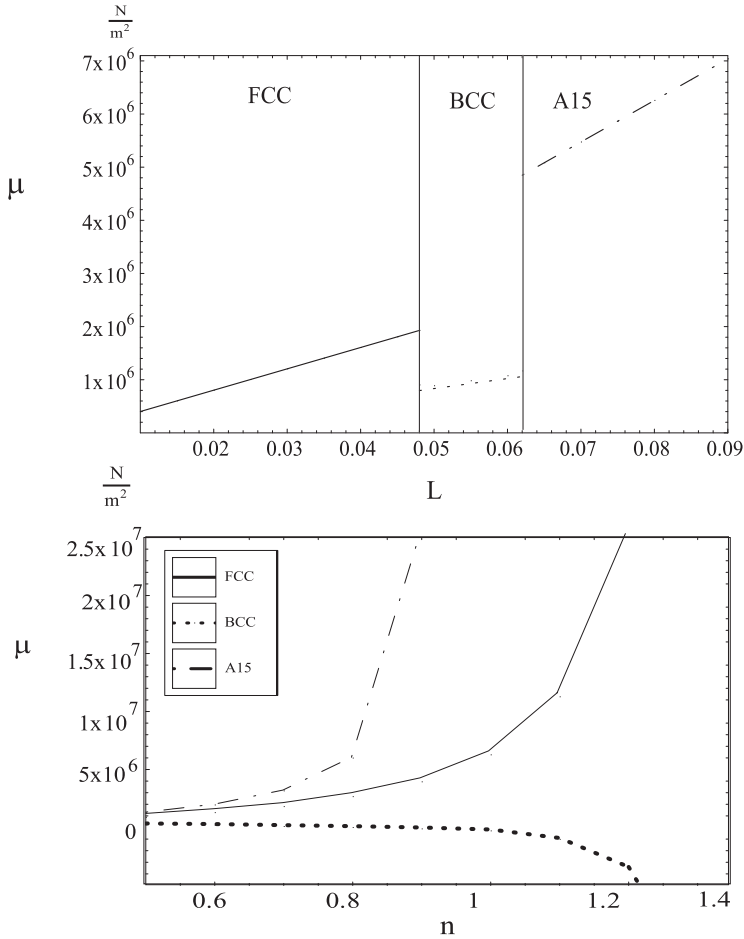 N
m²
7x10⁶
FCC
BCC
A15
6x10⁶
5x10⁶
μ
4x10⁶
3x10⁶
2x10⁶
1x10⁶
0.02 0.03 0.04 0.05 0.06 0.07 0.08 0.09
L
N
m²
2.5x10⁷
FCC
2x10⁷
BCC
μ
1.5x10⁷
A15
1x10⁷
5x10⁶
0
0.6 0.8 1 1.2 1.4
n